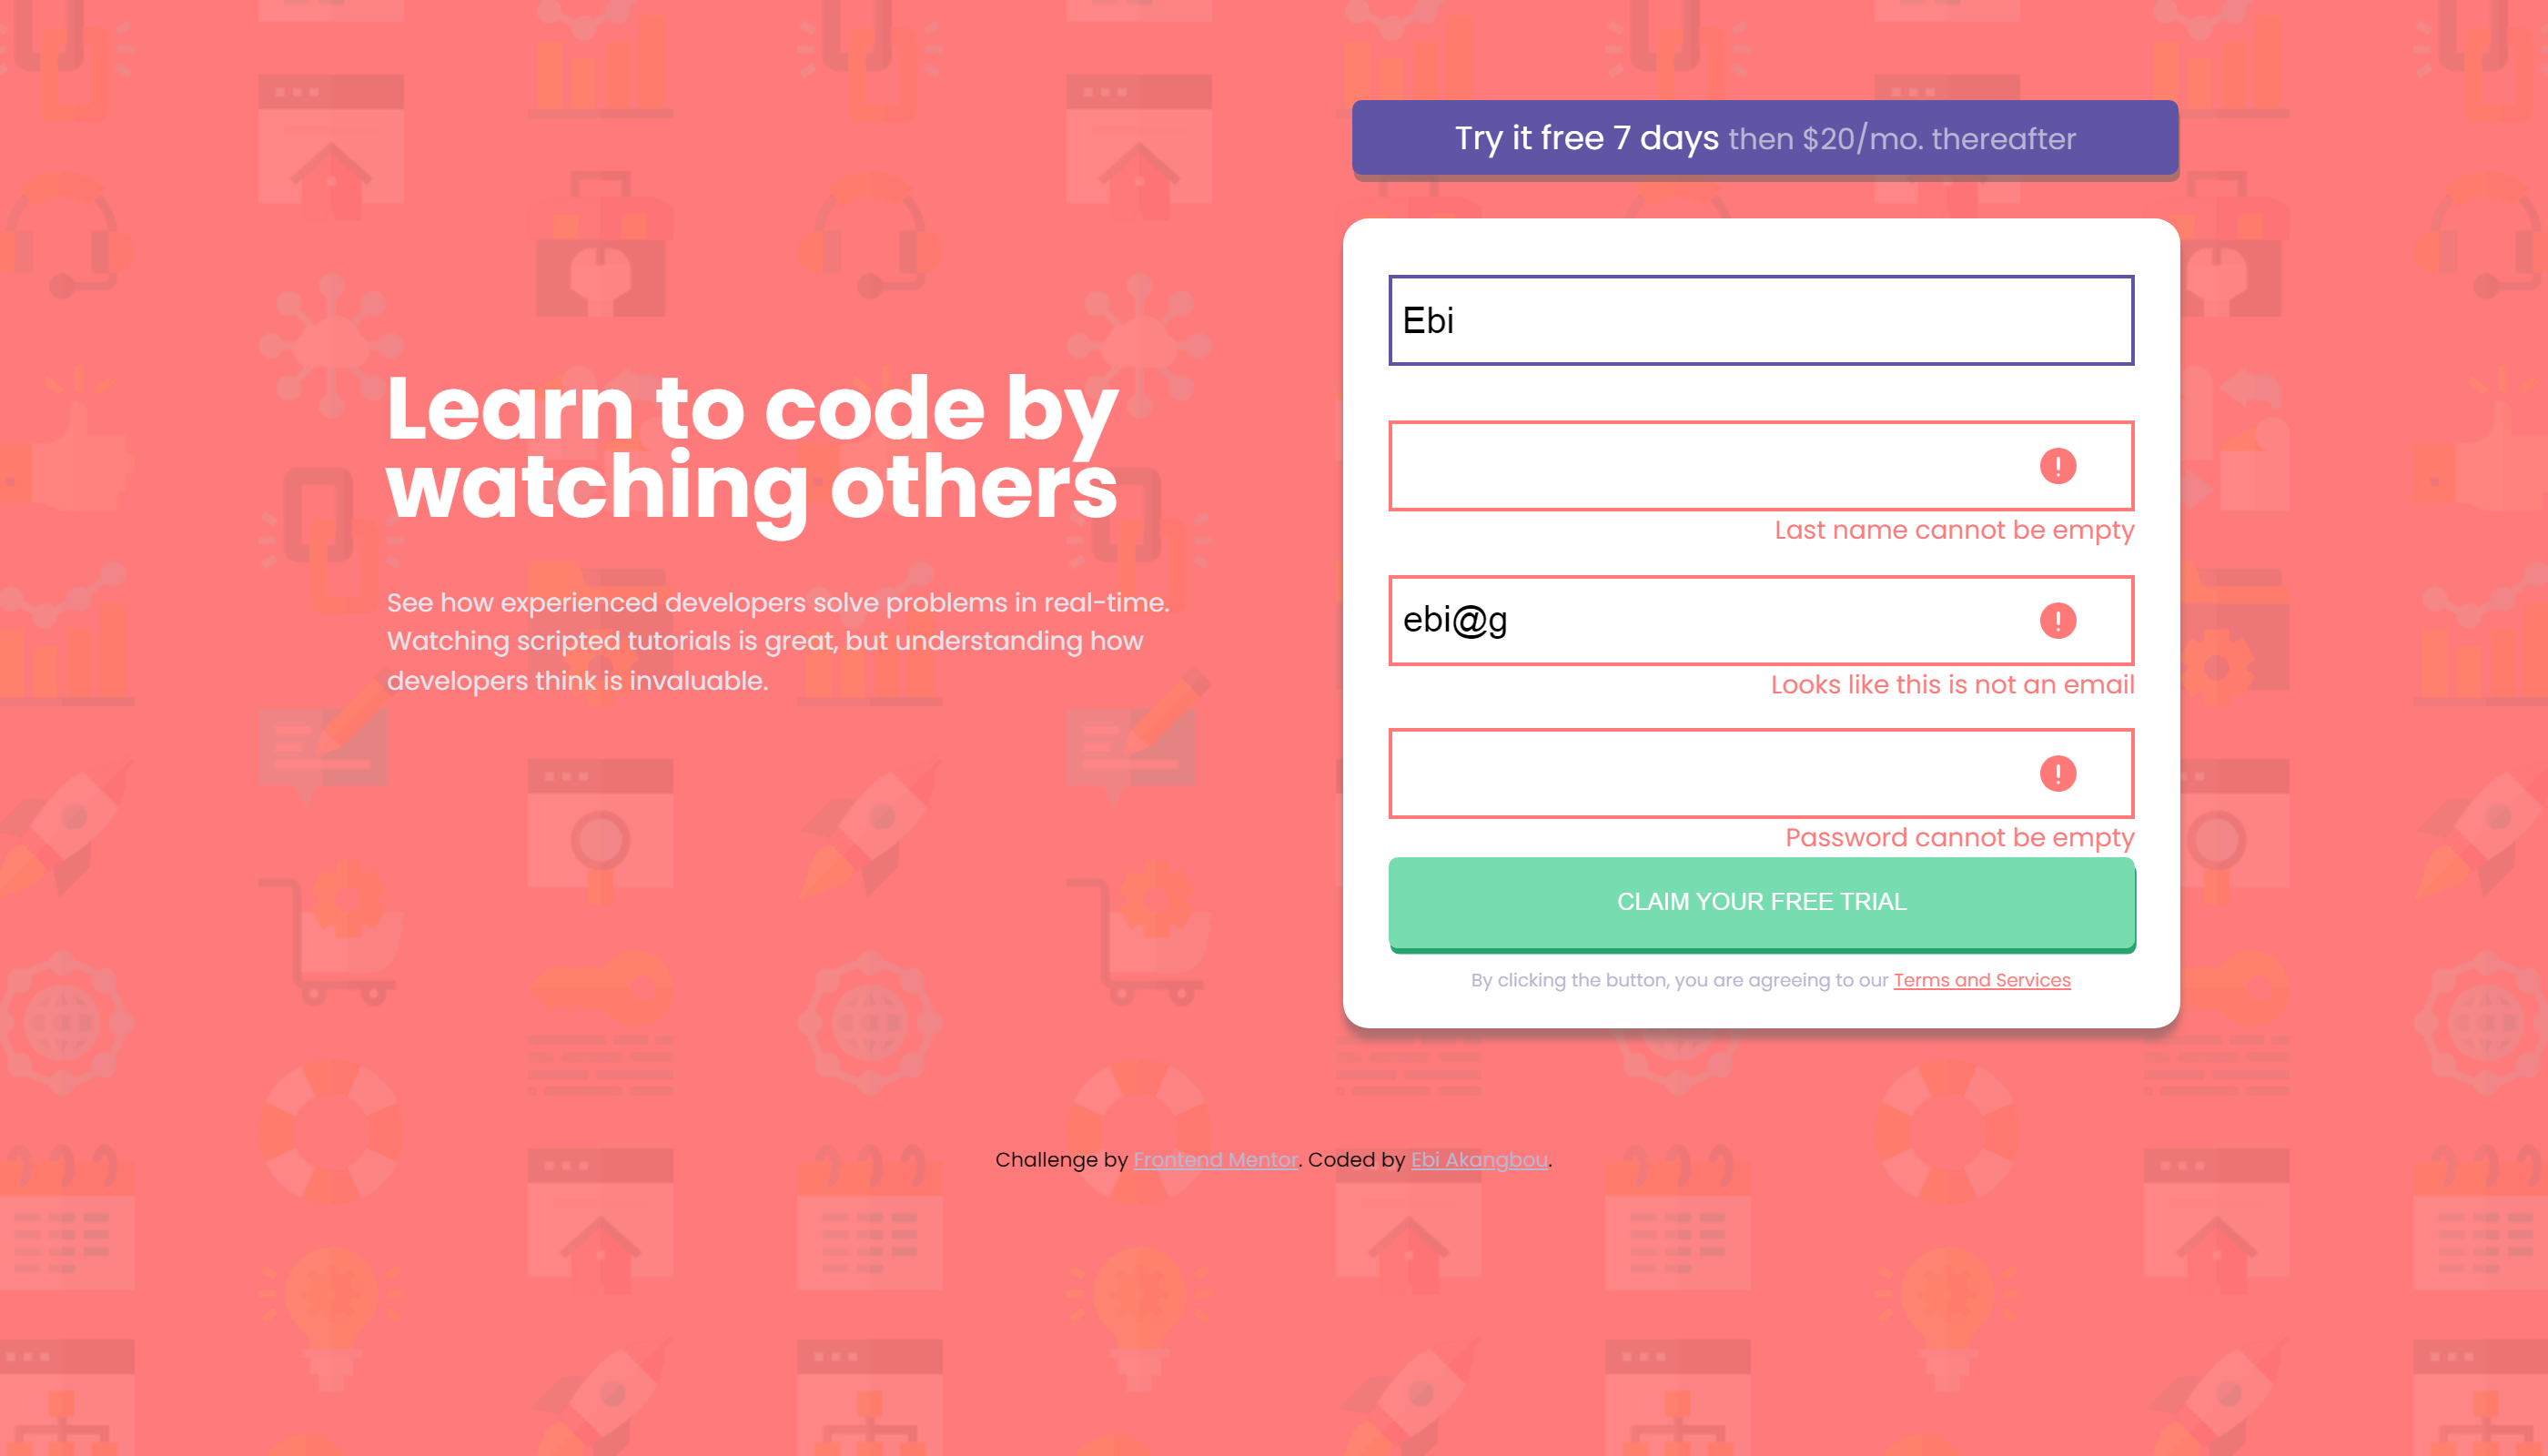 Try it free 7 days then $20/mo. thereafter
Learn to code by
watching others
See how experienced developers solve problems in real-time.
Watching scripted tutorials is great, but understanding how
developers think is invaluable.
Ebi
Last name cannot be empty
ebi@g
Looks like this is not an email
Password cannot be empty
CLAIM YOUR FREE TRIAL
By clicking the button, you are agreeing to our Terms and Services
Challenge by Frontend Mentor. Coded by Ebi Akangbou.